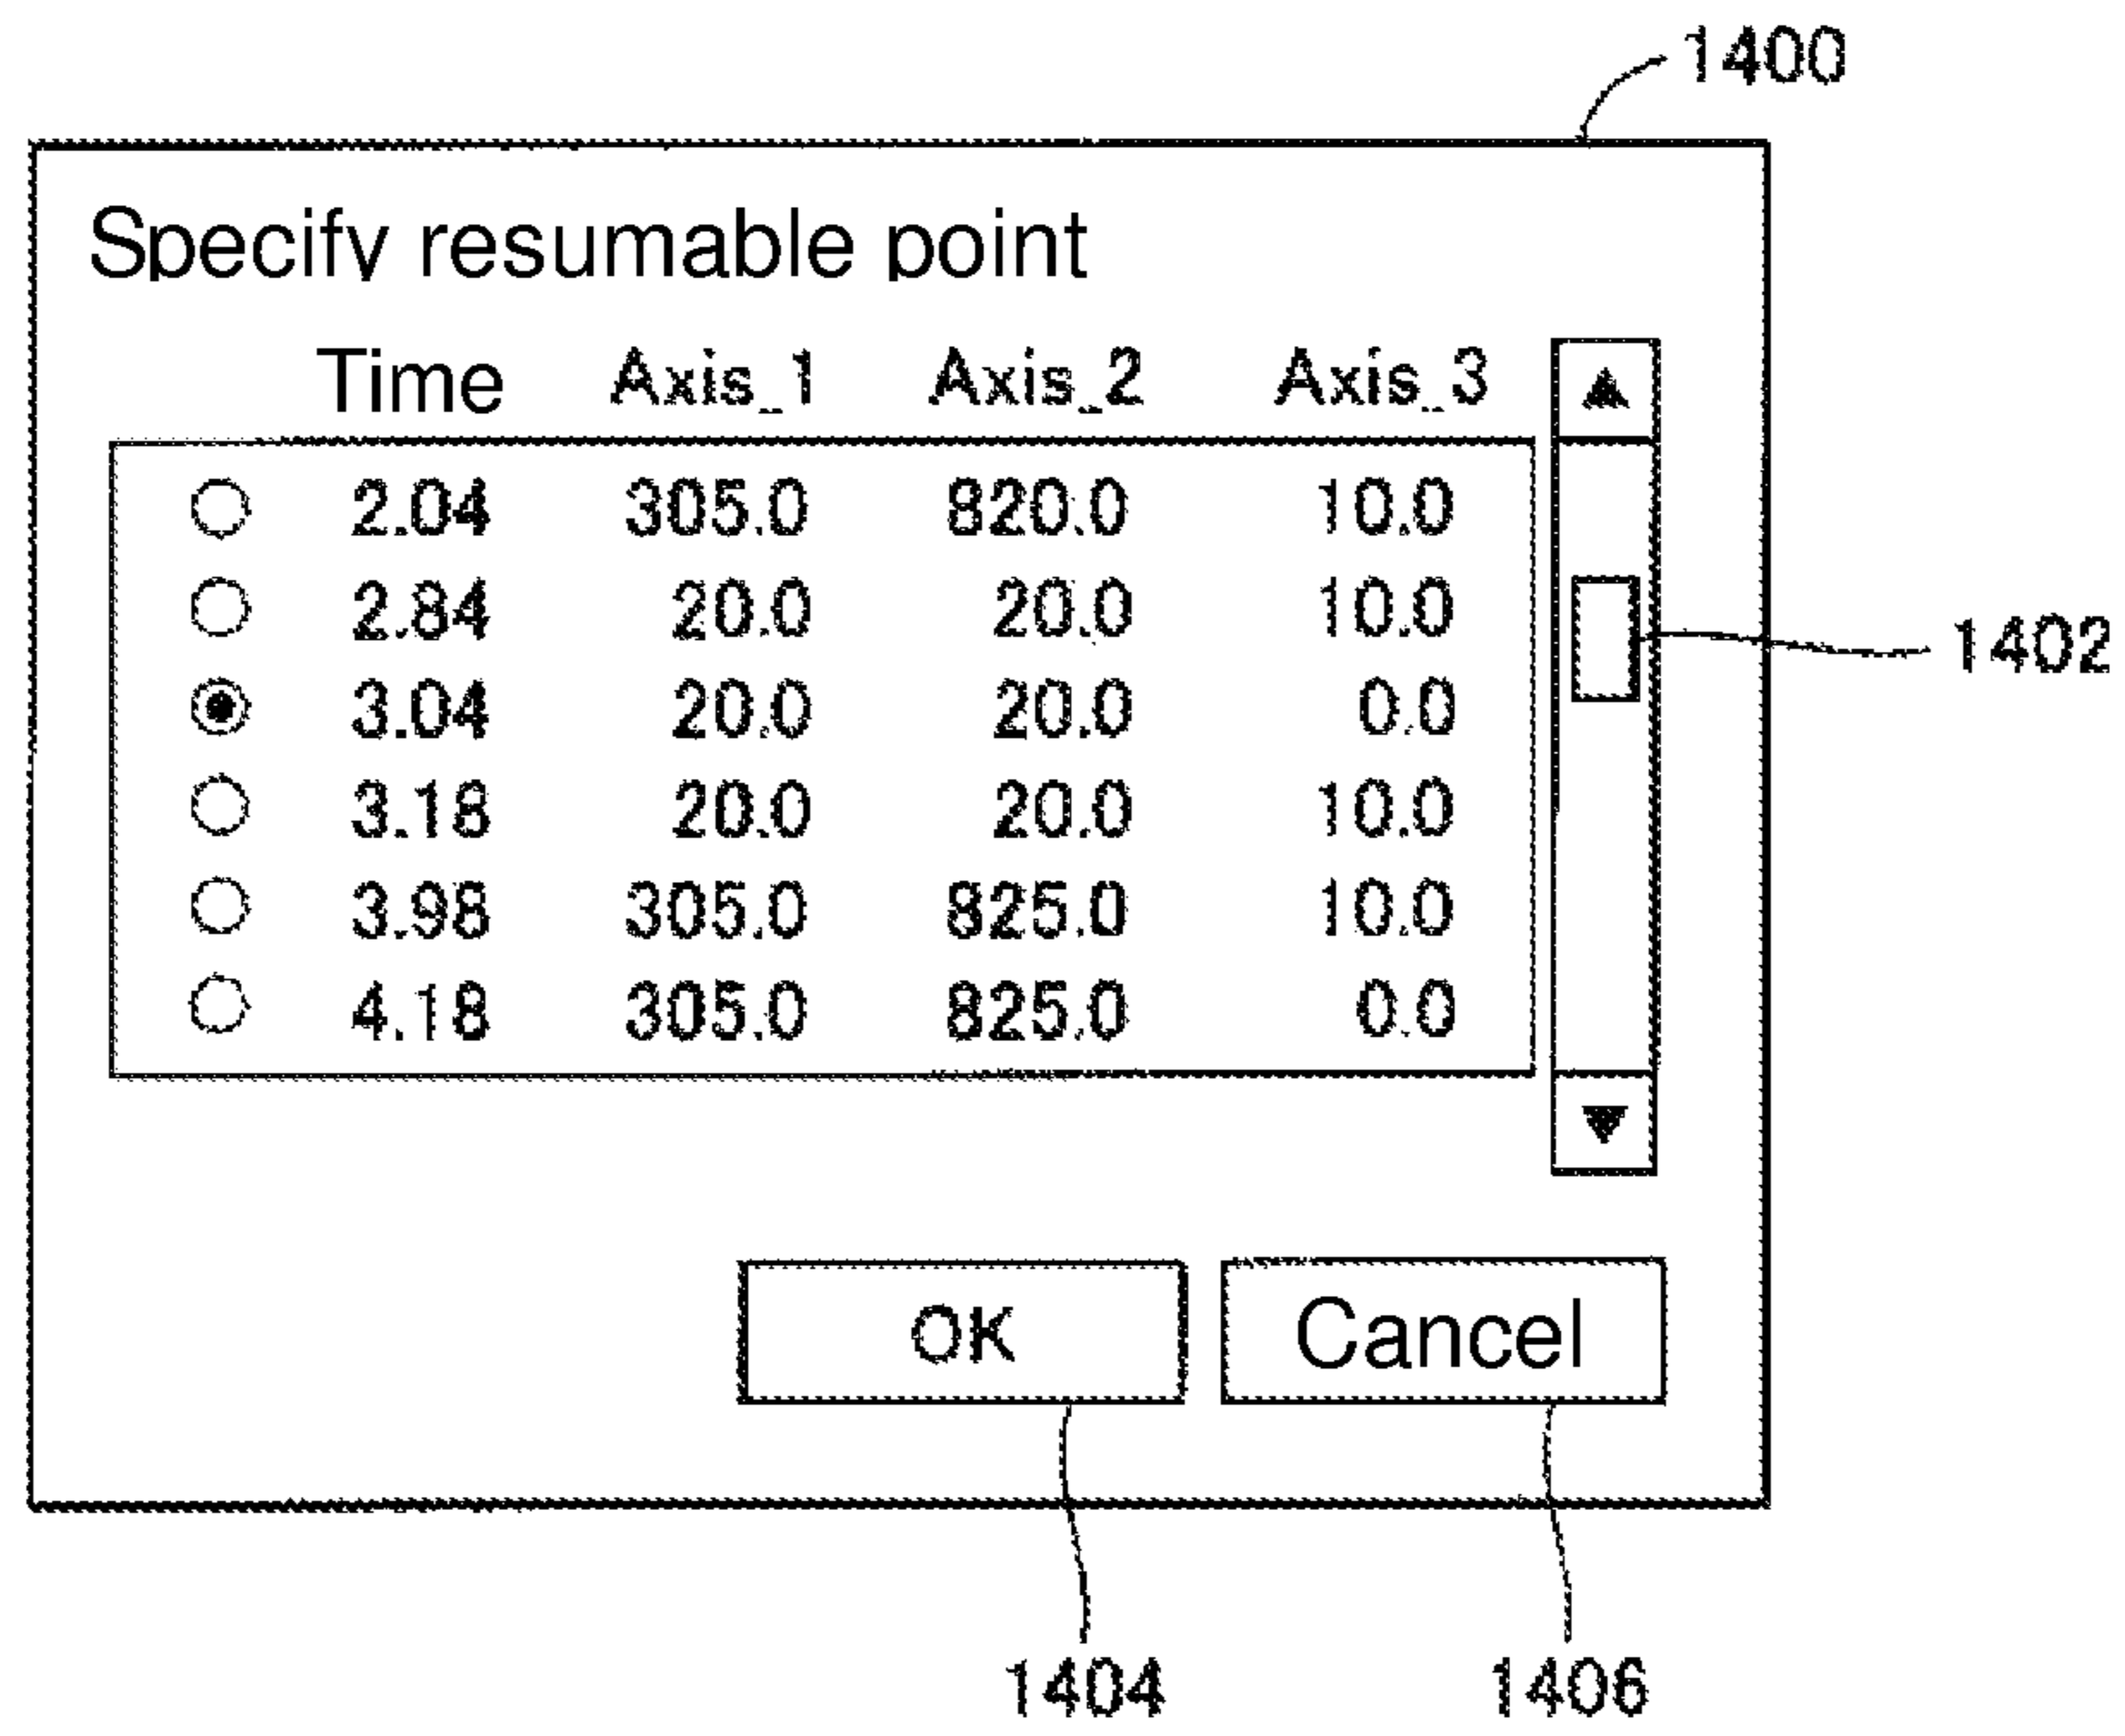 1400
Specify resumable point
Time Axis_1 Axis_2 Axis_3
2.04 305.0 820.0 10.0
2.84 20.0 20.0 10.0
1402
3.04 20.0 20.0 0.0
3.18 20.0 20.0 10.0
3.98 305.0 825.0 10.0
4.18 305.0 825.0 0.0
OK Cancel
1404 1406